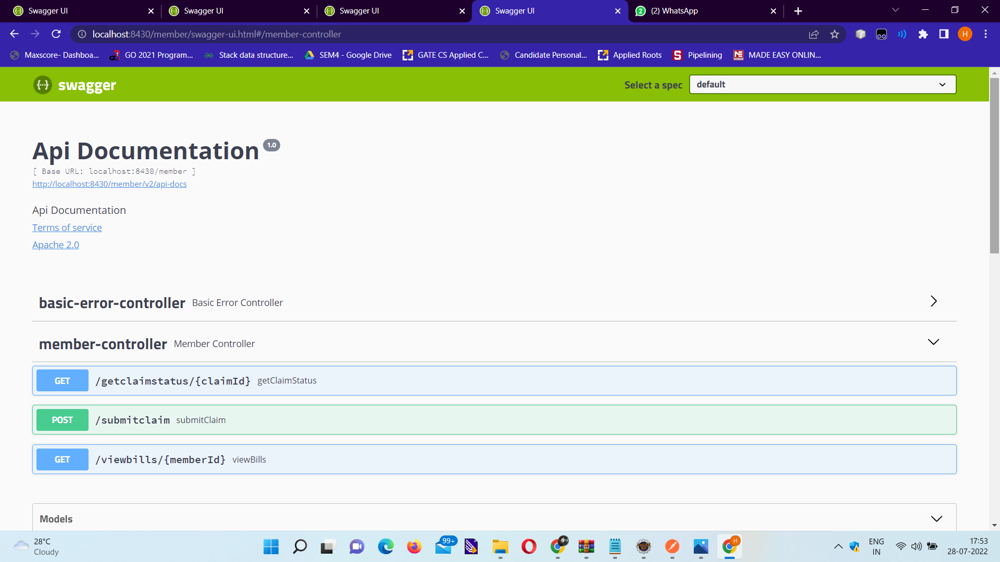 Swagger UI
Swagger UI
Swagger UI
Swagger UI
2 (2) WhatsApp
localhost:8430/member/swagger-ui.html#/member-controller
H
Maxscore- Dashboa...
GO 2021 Program...
Stack data structure...
SEM4 - Google Drive
GATE CS Applied C...
Candidate Personal...
Applied Roots
S Pipelining
ME MADE EASY ONLIN...
{···} swagger
Select a spec
default
Api Documentation 1.0
[ Base URL: localhost:8430/member ]
http://localhost:8430/member/v2/api-docs
Api Documentation
Terms of service
Apache 2.0
basic-error-controller Basic Error Controller
member-controller Member Controller
GET /getclaimstatus/{claimId} getClaimStatus
POST /submitclaim submitClaim
GET /viewbills/{memberId} viewBills
Models
28°C
Cloudy
99+
H
ENG
IN
17:53
28-07-2022